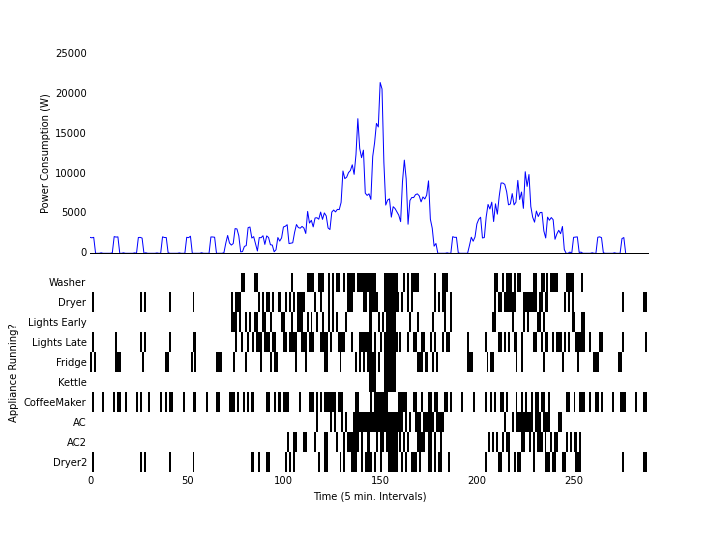 25000
20000
15000
10000
5000
0
Power Consumption (W)
Washer
Dryer
Lights Early
Lights Late
Fridge
Kettle
CoffeeMaker
AC
AC2
Dryer2
Appliance Running?
0 50 100 150 200 250
Time (5 min. Intervals)